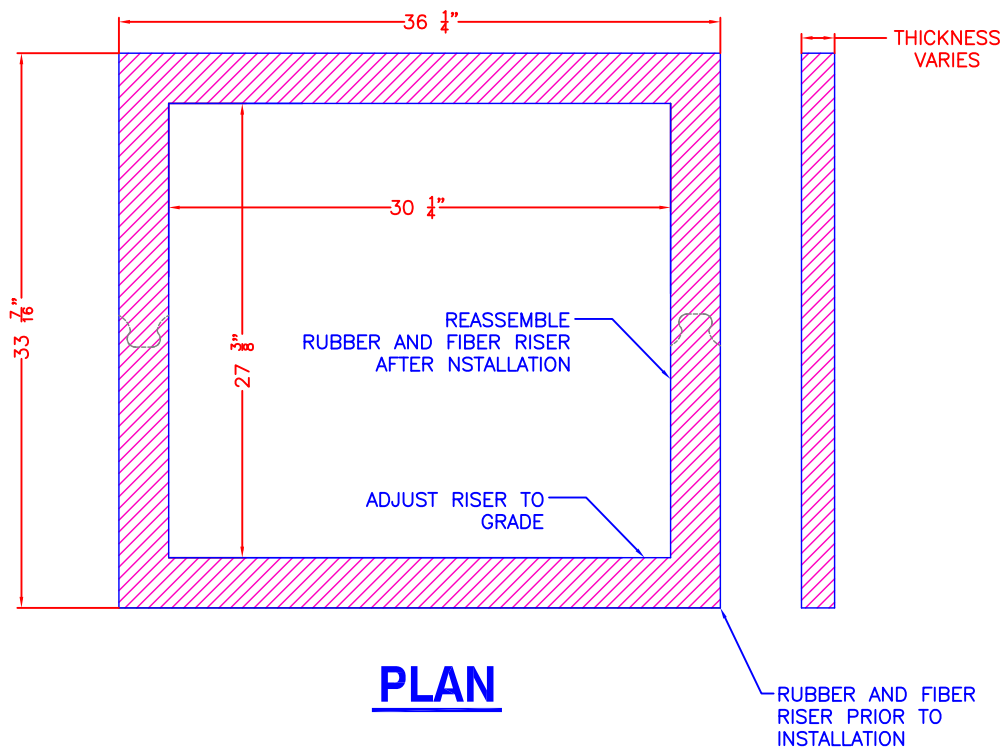 36 1/4"
THICKNESS
VARIES
30 1/4"
33 7/16"
27 3/8"
REASSEMBLE
RUBBER AND FIBER RISER
AFTER NSTALLATION
ADJUST RISER TO
GRADE
PLAN
RUBBER AND FIBER
RISER PRIOR TO
INSTALLATION